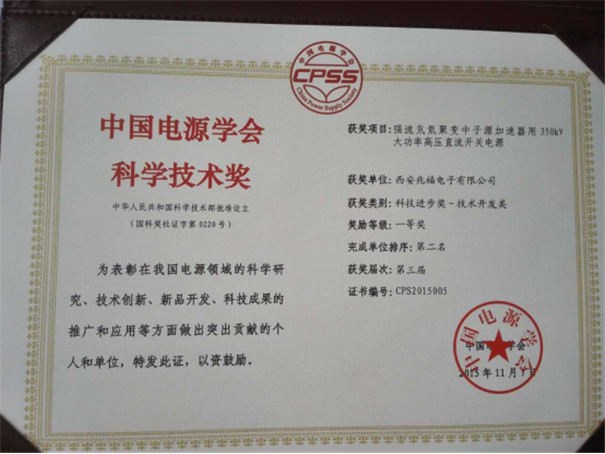 中国电源学会
CPSS
China Power Supply Society
中国电源学会
科学技术奖
中华人民共和国科学技术部批准设立
（国科奖社证字第0220号）
为表彰在我国电源领域的科学研
究、技术创新、新品开发、科技成果的
推广和应用等方面做出突出贡献的个
人和单位，特发此证，以资鼓励。
获奖项目：强流氘氚聚变中子源加速器用350kV
大功率高压直流开关电源
获奖单位：西安兆福电子有限公司
获奖类别：科技进步奖-技术开发类
奖励等级：一等奖
完成单位排序：第二名
获奖届次：第三届
证书编号：CPS2015005
中国电源学会
中国电源学会
2015年11月7日